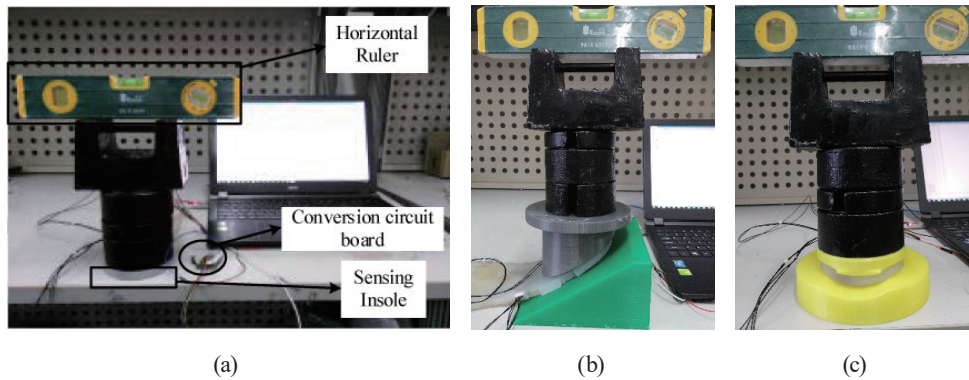 Horizontal
Ruler
Conversion circuit
board
Sensing
Insole
(a)
(b)
(c)